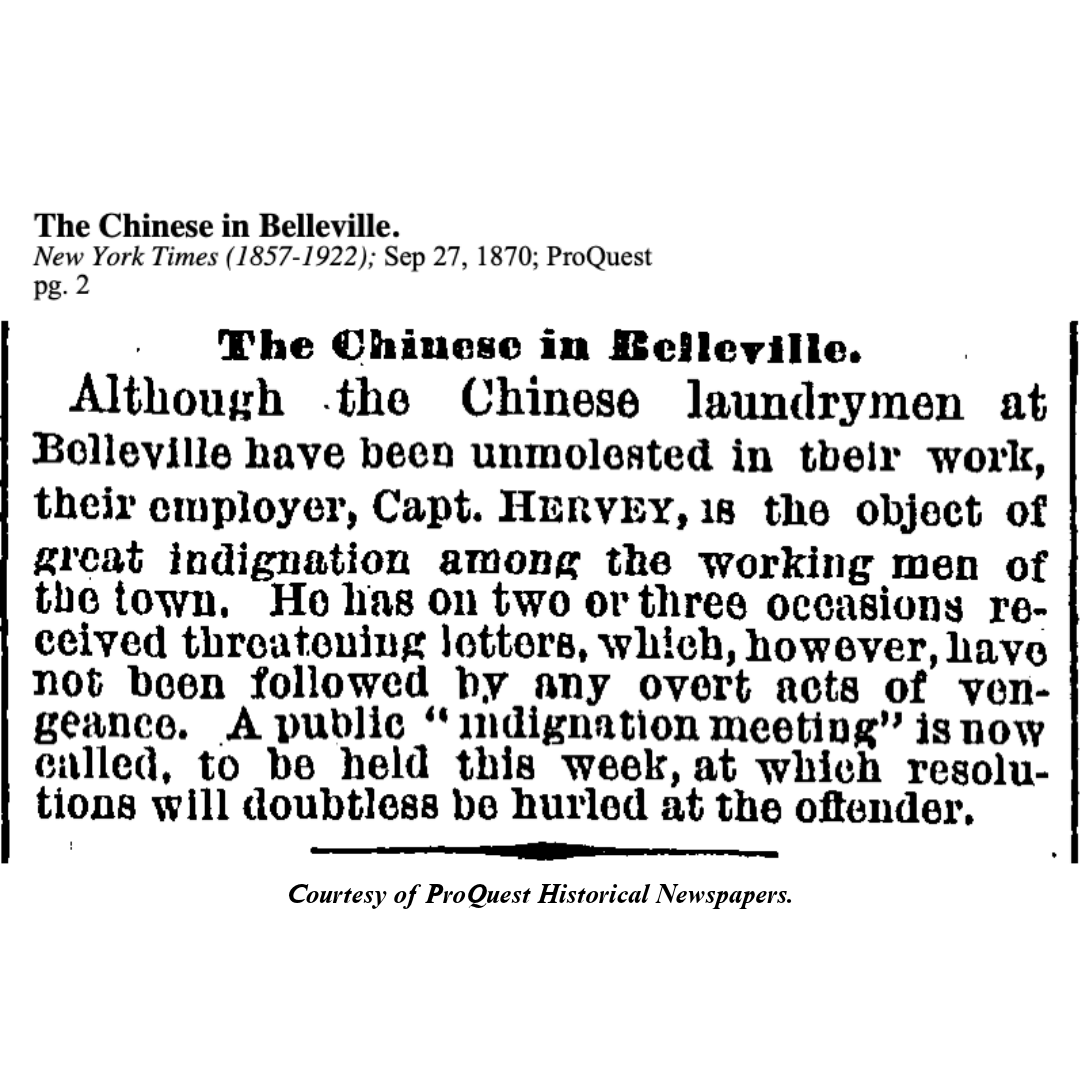 The Chinese in Belleville.
New York Times (1857-1922); Sep 27, 1870; ProQuest
pg. 2
The Chinese in Belleville.
Although the Chinese laundrymen at
Belleville have been unmolested in their work,
their employer, Capt. HERVEY, is the object of
great indignation among the working men of
the town. He has on two or three occasions re-
ceived threatening letters, which, however, have
not been followed by any overt acts of ven-
geance. A public “indignation meeting” is now
called, to be held this week, at which resolu-
tions will doubtless be hurled at the offender.
Courtesy of ProQuest Historical Newspapers.